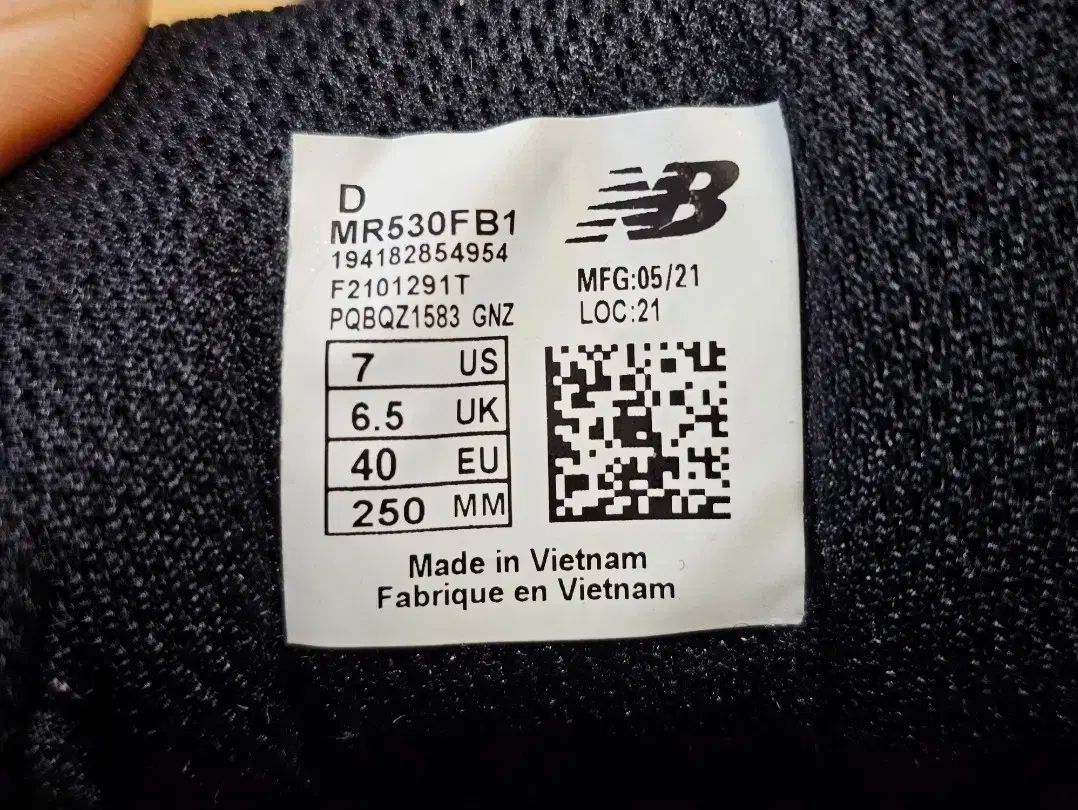 D
MR530FB1
194182854954
F2101291T
PQBQZ1583 GNZ
NB
MFG:05/21
LOC:21
7 US
6.5 UK
40 EU
250 MM
Made in Vietnam
Fabrique en Vietnam